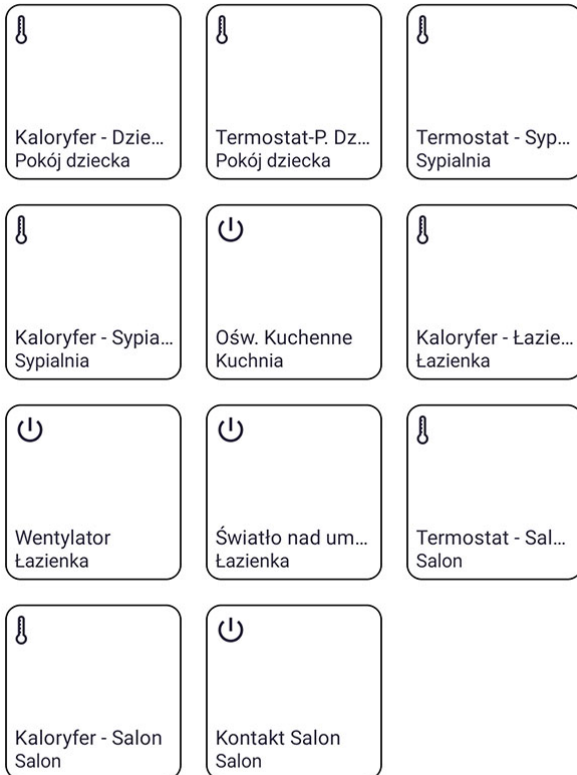 Kaloryfer - Dzie...
Pokój dziecka
Termostat-P. Dz...
Pokój dziecka
Termostat - Syp...
Sypialnia
Kaloryfer - Sypia...
Sypialnia
Ośw. Kuchenne
Kuchnia
Kaloryfer - Łazie...
Łazienka
Wentylator
Łazienka
Światło nad um...
Łazienka
Termostat - Sal...
Salon
Kaloryfer - Salon
Salon
Kontakt Salon
Salon